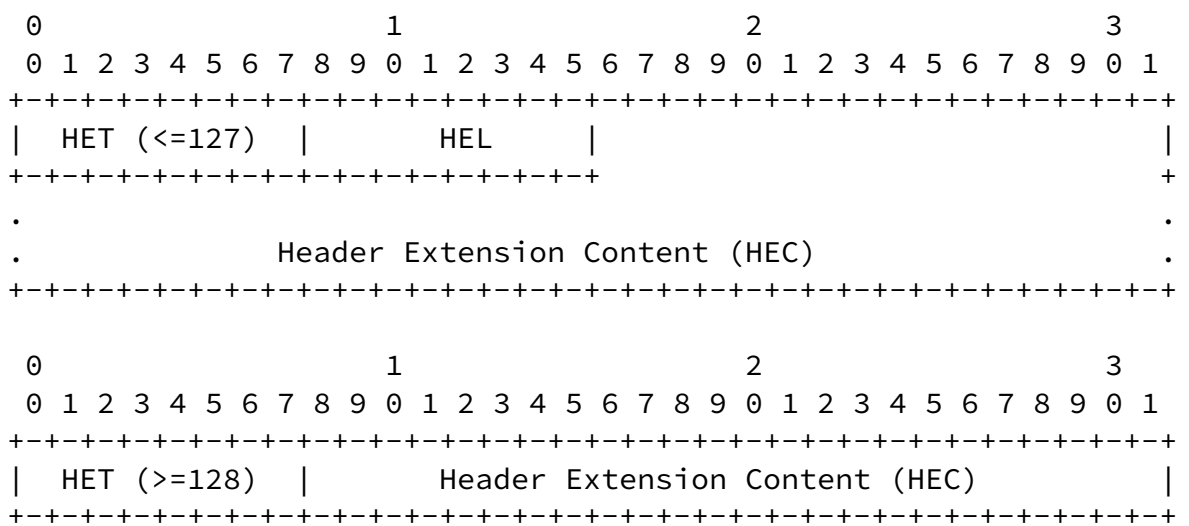 0                   1                   2                   3
 0 1 2 3 4 5 6 7 8 9 0 1 2 3 4 5 6 7 8 9 0 1 2 3 4 5 6 7 8 9 0 1
+-+-+-+-+-+-+-+-+-+-+-+-+-+-+-+-+-+-+-+-+-+-+-+-+-+-+-+-+-+-+-+-+
|  HET (<=127)  |       HEL     |                               |
+-+-+-+-+-+-+-+-+-+-+-+-+-+-+-+-+                               +
.                                                               .
.              Header Extension Content (HEC)                   .
+-+-+-+-+-+-+-+-+-+-+-+-+-+-+-+-+-+-+-+-+-+-+-+-+-+-+-+-+-+-+-+-+

 0                   1                   2                   3
 0 1 2 3 4 5 6 7 8 9 0 1 2 3 4 5 6 7 8 9 0 1 2 3 4 5 6 7 8 9 0 1
+-+-+-+-+-+-+-+-+-+-+-+-+-+-+-+-+-+-+-+-+-+-+-+-+-+-+-+-+-+-+-+-+
|  HET (>=128)  |       Header Extension Content (HEC)          |
+-+-+-+-+-+-+-+-+-+-+-+-+-+-+-+-+-+-+-+-+-+-+-+-+-+-+-+-+-+-+-+-+